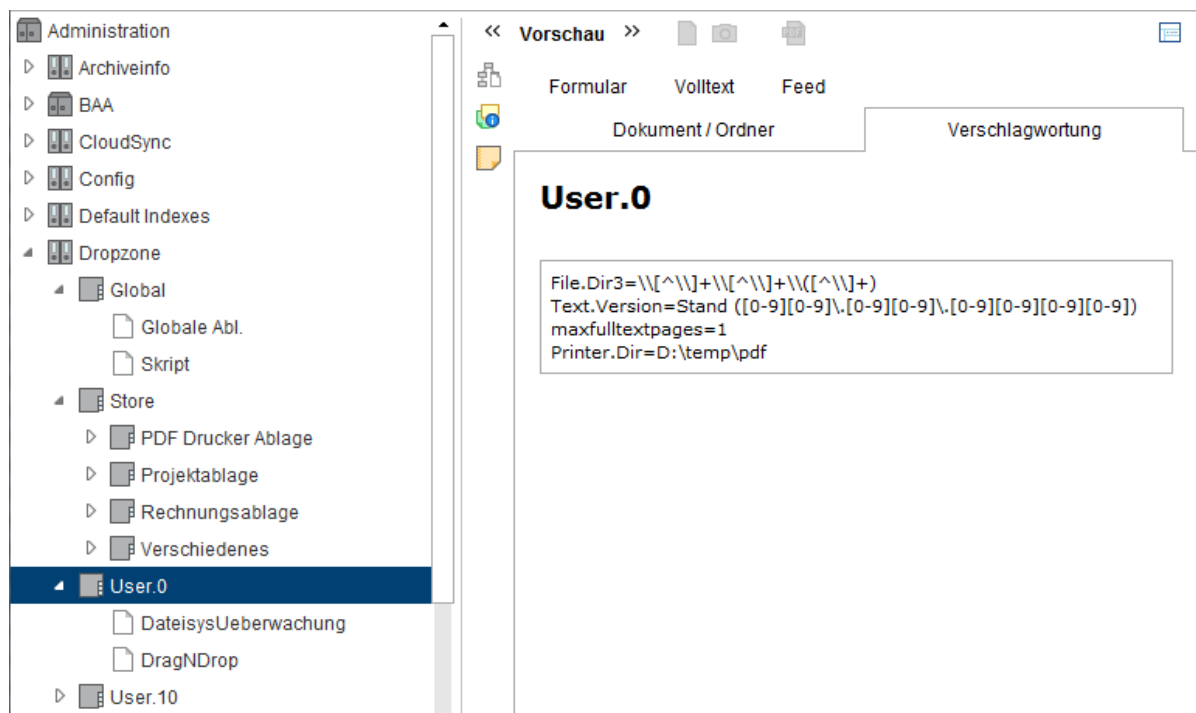 Administration
Archiveinfo
BAA
CloudSync
Config
Default Indexes
Dropzone
Global
Globale Abl.
Skript
Store
PDF Drucker Ablage
Projektablage
Rechnungsablage
Verschiedenes
User.0
DateisysUeberwachung
DragNDrop
User.10
« Vorschau »
PDF
Formular Volltext Feed
Dokument / Ordner Verschlagwortung
User.0
File.Dir3=\\[^\\]+\\[^\\]+\\([^\\]+)
Text.Version=Stand ([0-9][0-9]\.[0-9][0-9]\.[0-9][0-9][0-9][0-9])
maxfulltextpages=1
Printer.Dir=D:\temp\pdf